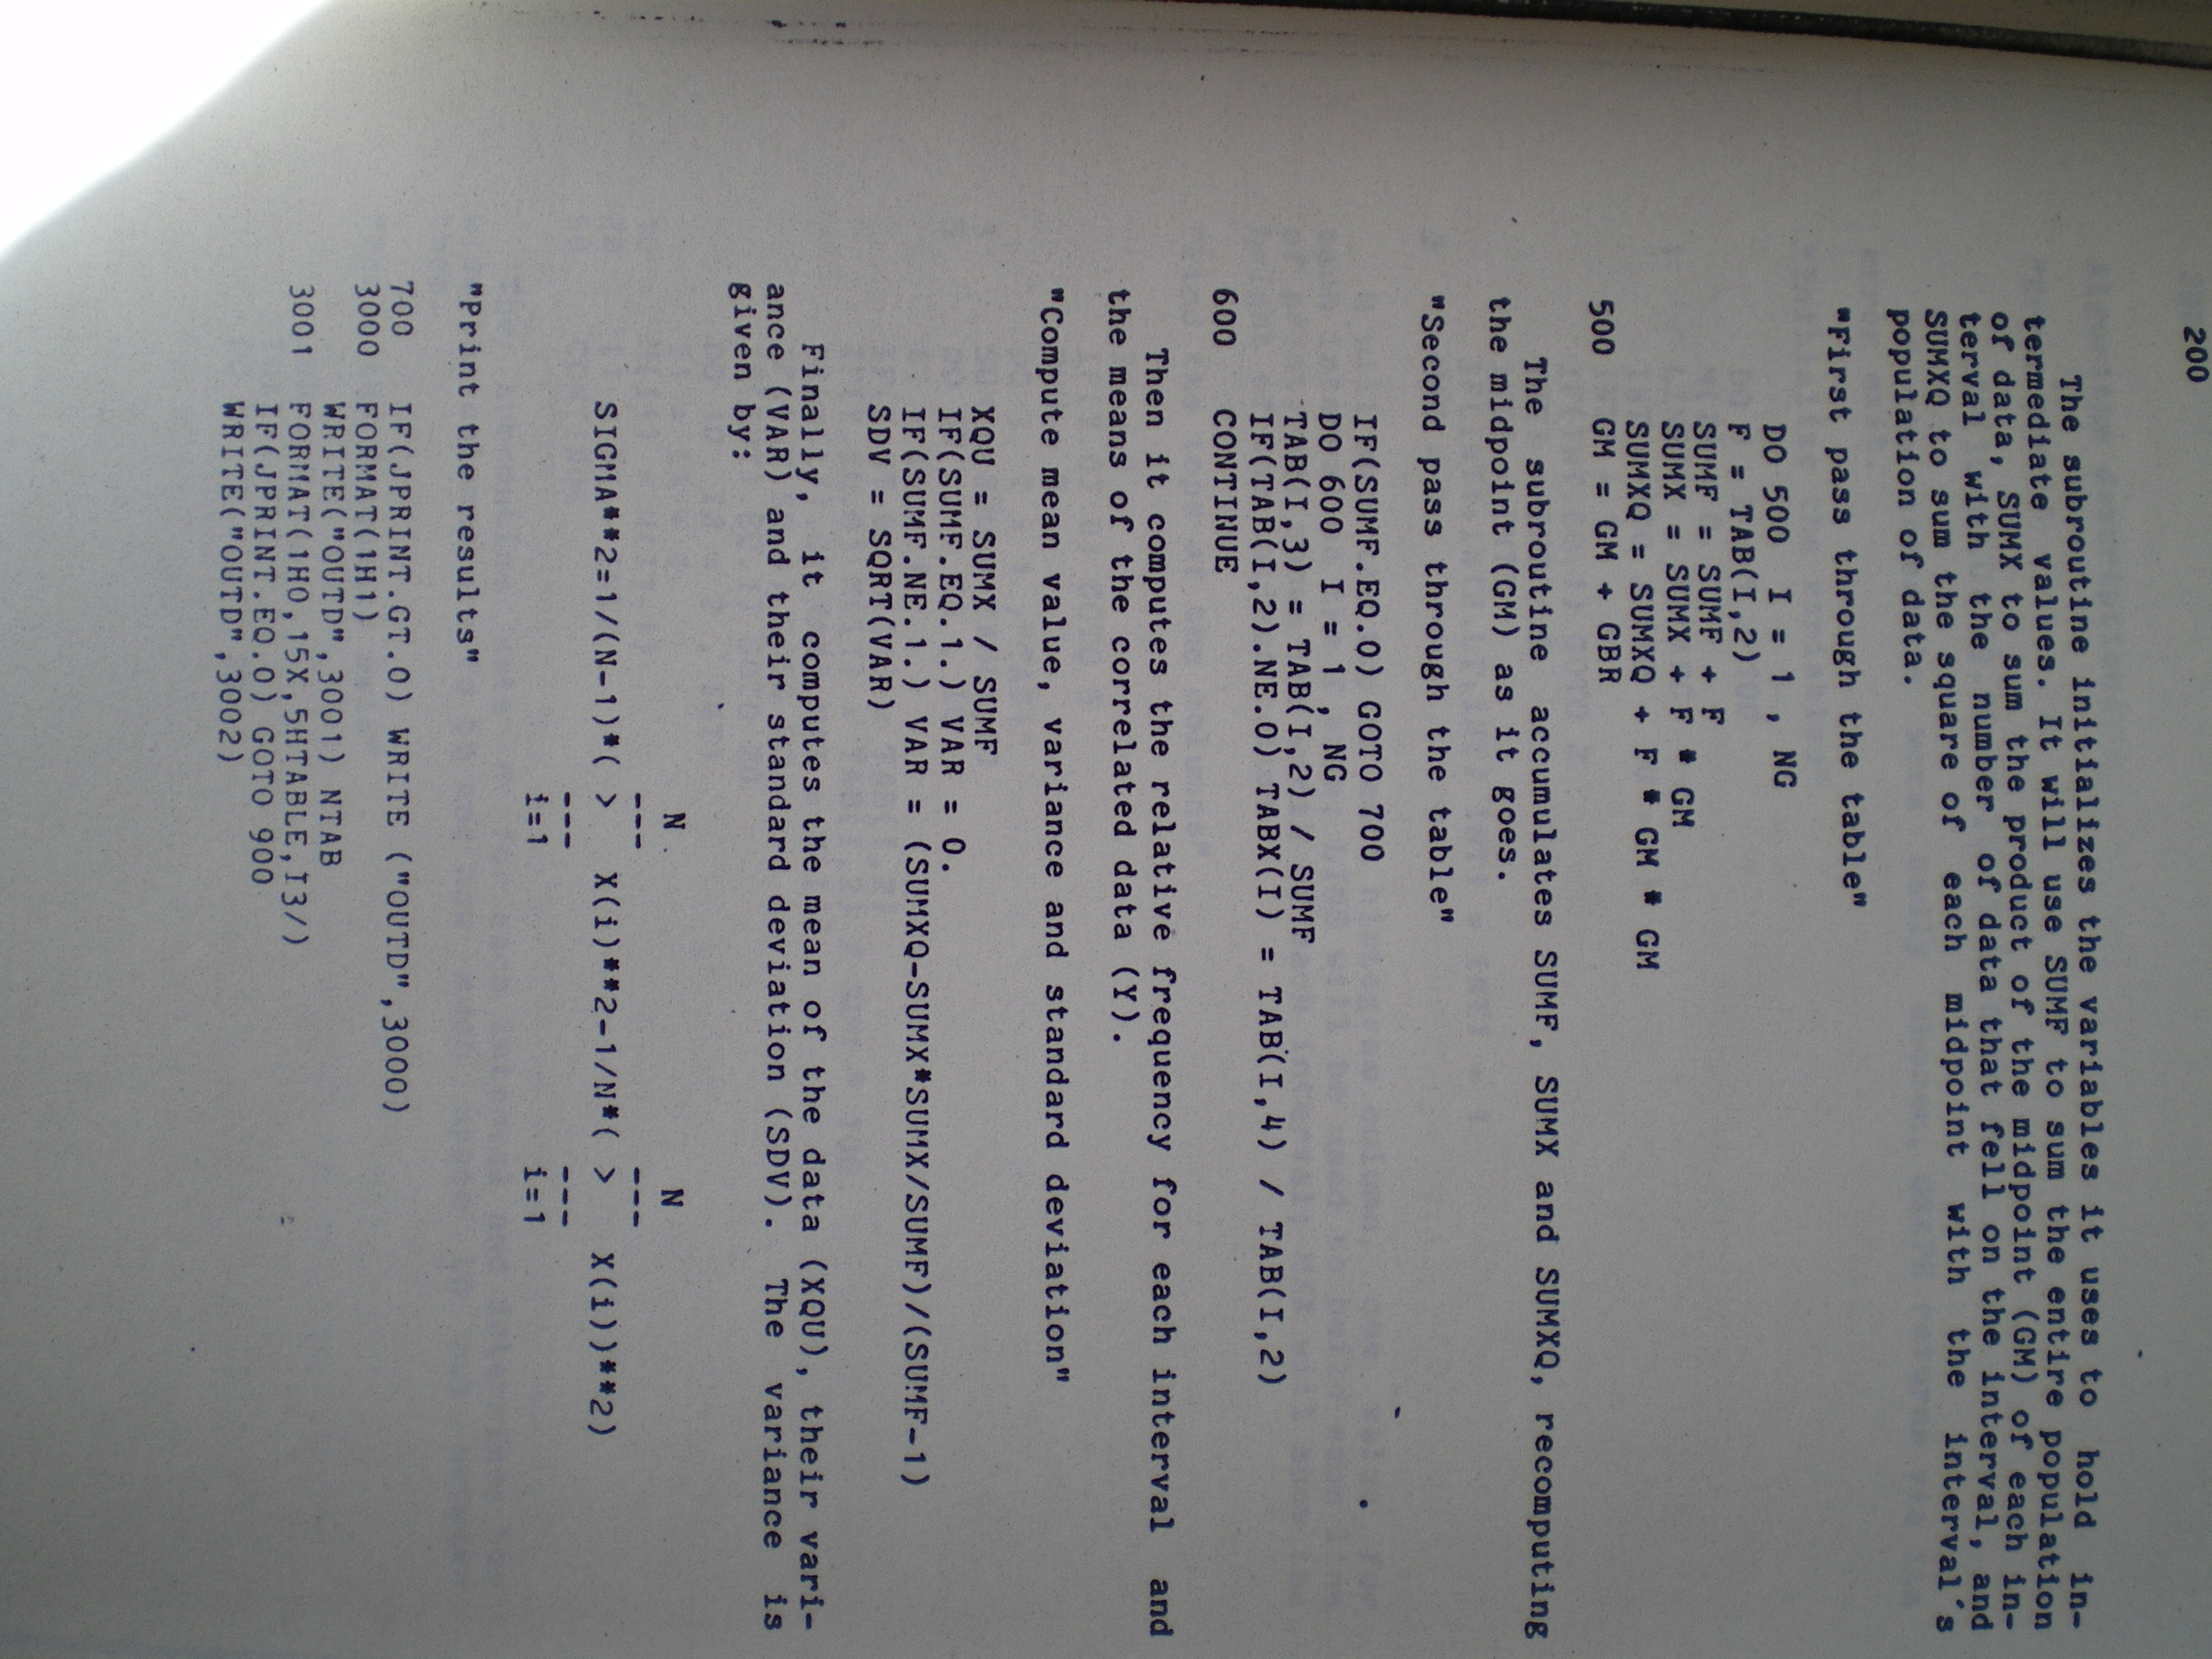 200
The subroutine initializes the variables it uses to hold in-
termediate values. It will use SUMF to sum the entire population
of data, SUMX to sum the product of the midpoint (GM) of each in-
terval with the number of data that fell on the interval, and
SUMXQ to sum the square of each midpoint with the interval's
population of data.
"First pass through the table"
DO 500 I = 1 , NG
F = TAB(I,2)
SUMF = SUMF + F
SUMX = SUMX + F * GM
SUMXQ = SUMXQ + F * GM * GM
500 GM = GM + GBR
The subroutine accumulates SUMF, SUMX and SUMXQ, recomputing
the midpoint (GM) as it goes.
"Second pass through the table"
IF(SUMF.EQ.0) GOTO 700
DO 600 I = 1 , NG
TAB(I,3) = TAB(I,2) / SUMF
IF(TAB(I,2).NE.0) TABX(I) = TAB(I,4) / TAB(I,2)
600 CONTINUE
Then it computes the relative frequency for each interval and
the means of the correlated data (Y).
"Compute mean value, variance and standard deviation"
XQU = SUMX / SUMF
IF(SUMF.EQ.1.) VAR = 0.
IF(SUMF.NE.1.) VAR = (SUMXQ-SUMX*SUMX/SUMF)/(SUMF-1)
SDV = SQRT(VAR)
Finally, it computes the mean of the data (XQU), their vari-
ance (VAR) and their standard deviation (SDV). The variance is
given by:
N N
--- ---
SIGMA**2=1/(N-1)*( > X(i)**2-1/N*( > X(i))**2)
--- ---
i=1 i=1
"Print the results"
700 IF(JPRINT.GT.0) WRITE ("OUTD",3000)
3000 FORMAT(1H1)
WRITE("OUTD",3001) NTAB
3001 FORMAT(1H0,15X,5HTABLE,I3/)
IF(JPRINT.EQ.0) GOTO 900
WRITE("OUTD",3002)